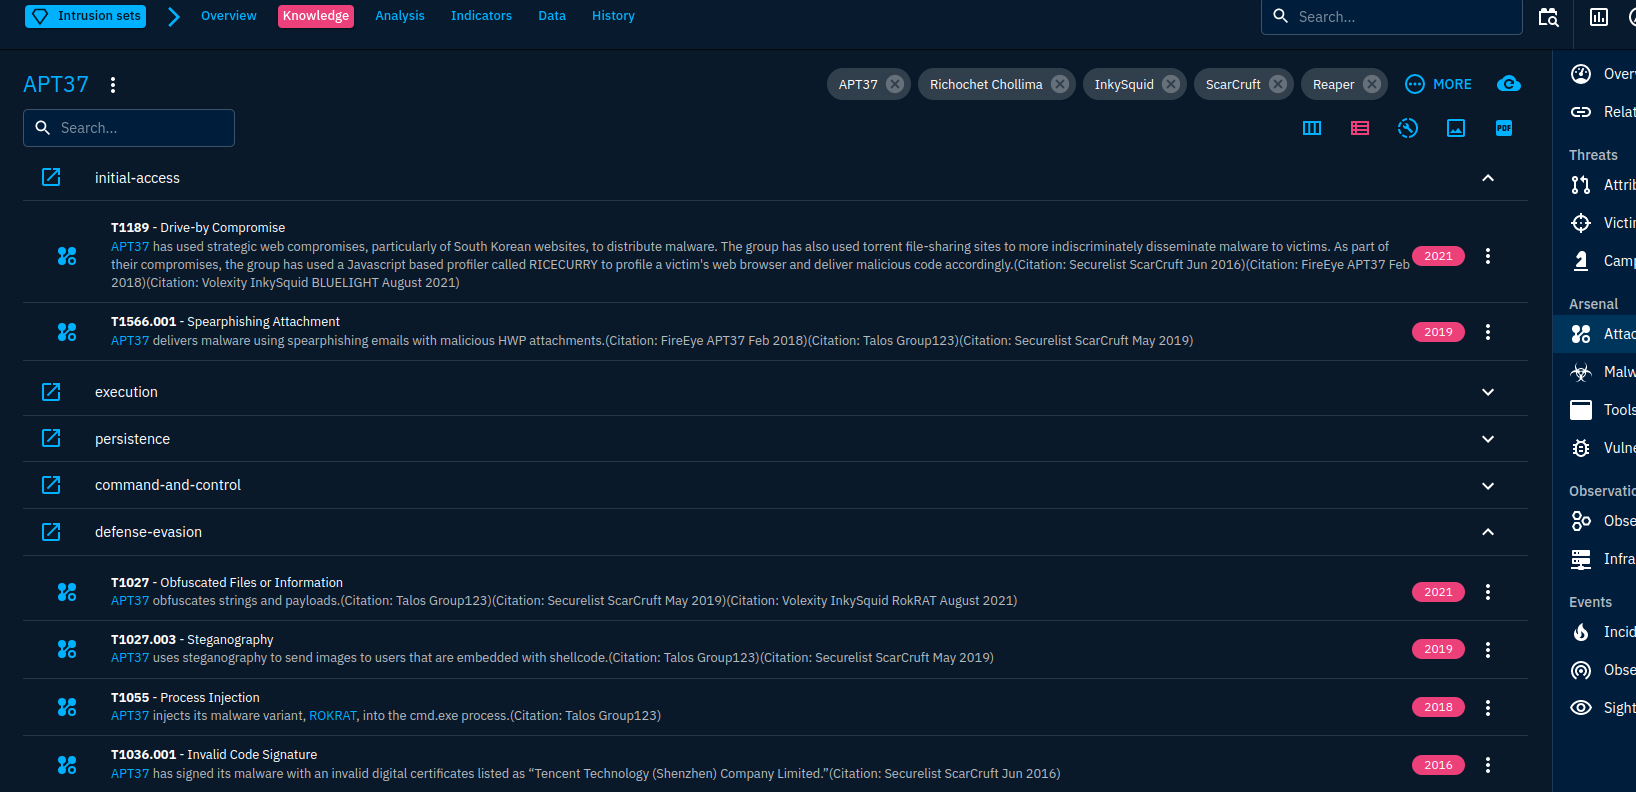 Intrusion sets
Overview
Knowledge
Analysis
Indicators
Data
History
Search...
APT37
APT37
Richochet Chollima
InkySquid
ScarCruft
Reaper
MORE
Search...
PDF
initial-access
T1189 - Drive-by Compromise
APT37 has used strategic web compromises, particularly of South Korean websites, to distribute malware. The group has also used torrent file-sharing sites to more indiscriminately disseminate malware to victims. As part of
their compromises, the group has used a Javascript based profiler called RICECURRY to profile a victim's web browser and deliver malicious code accordingly.(Citation: Securelist ScarCruft Jun 2016)(Citation: FireEye APT37 Feb
2018)(Citation: Volexity InkySquid BLUELIGHT August 2021)
2021
T1566.001 - Spearphishing Attachment
APT37 delivers malware using spearphishing emails with malicious HWP attachments.(Citation: FireEye APT37 Feb 2018)(Citation: Talos Group123)(Citation: Securelist ScarCruft May 2019)
2019
execution
persistence
command-and-control
defense-evasion
T1027 - Obfuscated Files or Information
APT37 obfuscates strings and payloads.(Citation: Talos Group123)(Citation: Securelist ScarCruft May 2019)(Citation: Volexity InkySquid RokRAT August 2021)
2021
T1027.003 - Steganography
APT37 uses steganography to send images to users that are embedded with shellcode.(Citation: Talos Group123)(Citation: Securelist ScarCruft May 2019)
2019
T1055 - Process Injection
APT37 injects its malware variant, ROKRAT, into the cmd.exe process.(Citation: Talos Group123)
2018
T1036.001 - Invalid Code Signature
APT37 has signed its malware with an invalid digital certificates listed as “Tencent Technology (Shenzhen) Company Limited.”(Citation: Securelist ScarCruft Jun 2016)
2016
Over
Relat
Threats
Attrib
Victi
Camp
Arsenal
Attac
Malw
Tools
Vulne
Observatio
Obse
Infra
Events
Incid
Obse
Sight